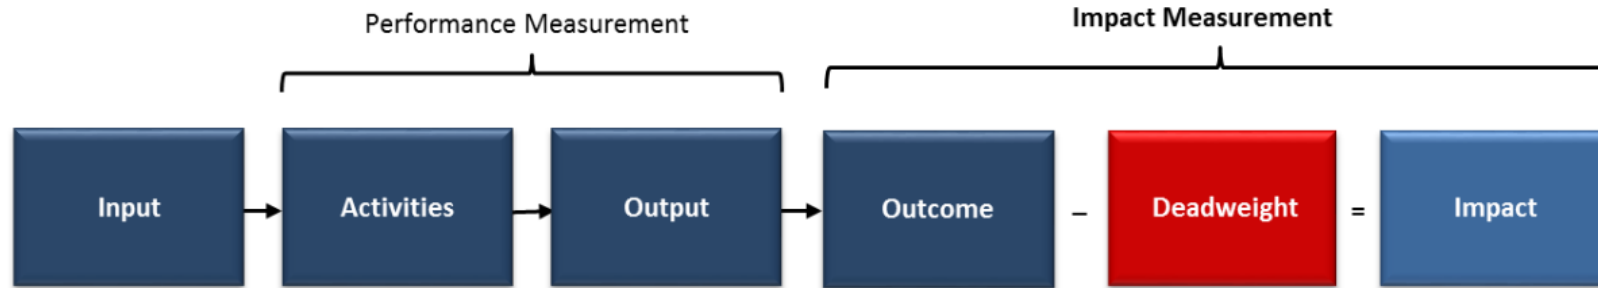 Performance Measurement
Impact Measurement
Input
Activities
Output
Outcome
–
Deadweight
=
Impact